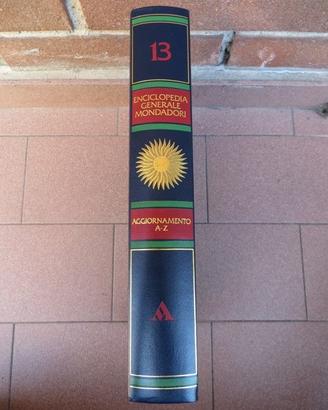 13
ENCICLOPEDIA
GENERALE
MONDADORI
AGGIORNAMENTO
A-Z